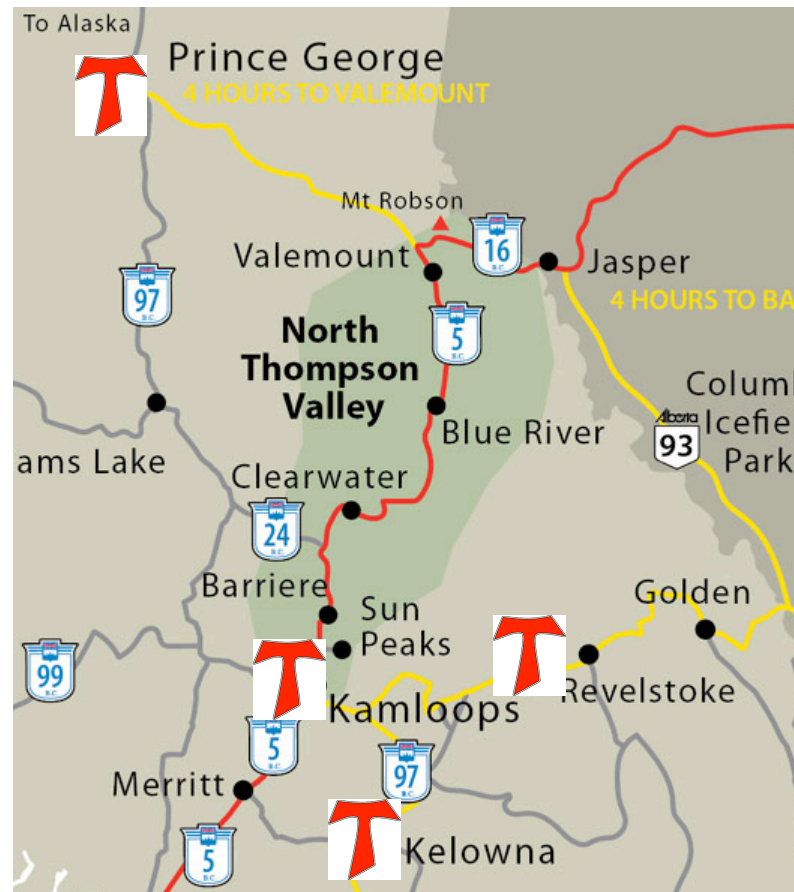 To Alaska
Prince George
4 HOURS TO VALEMOUNT
Mt Robson
16
B.C.
Valemount
Jasper
97
B.C.
4 HOURS TO BA
North
Thompson
Valley
5
B.C.
Colum
Icefie
Park
Alberta
93
Blue River
ams Lake
Clearwater
24
B.C.
Barriere
Golden
Sun
Peaks
99
B.C.
Revelstoke
Kamloops
5
B.C.
97
B.C.
Merritt
5
B.C.
Kelowna